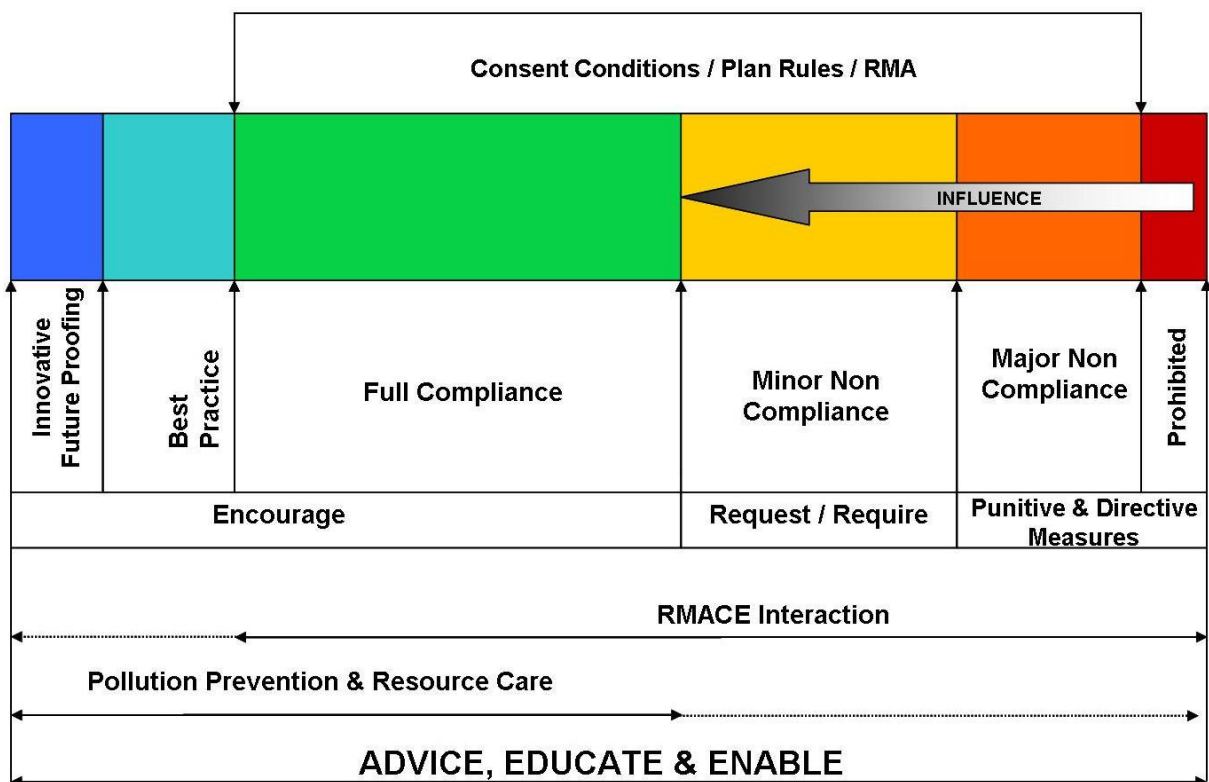 Consent Conditions / Plan Rules / RMA
INFLUENCE
Innovative
Future Proofing
Best
Practice
Full Compliance
Minor Non
Compliance
Major Non
Compliance
Prohibited
Encourage
Request / Require
Punitive & Directive
Measures
RMACE Interaction
Pollution Prevention & Resource Care
ADVICE, EDUCATE & ENABLE